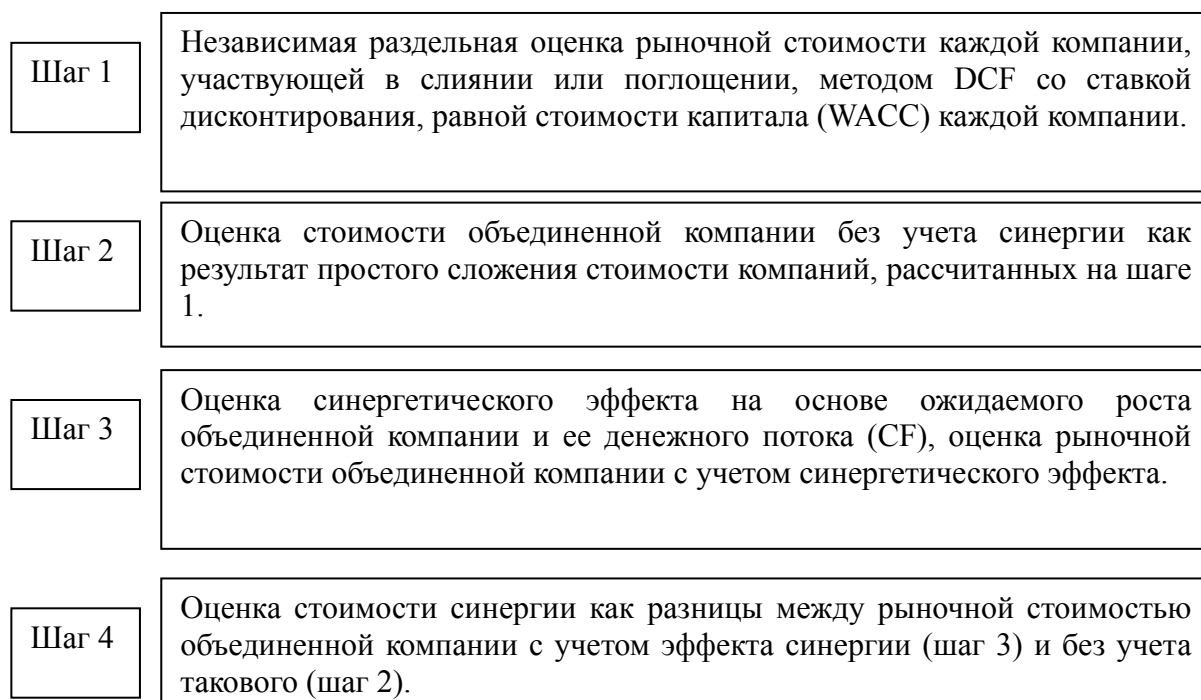 Шаг 1
Независимая раздельная оценка рыночной стоимости каждой компании,
участвующей в слиянии или поглощении, методом DCF со ставкой
дисконтирования, равной стоимости капитала (WACC) каждой компании.
Шаг 2
Оценка стоимости объединенной компании без учета синергии как
результат простого сложения стоимости компаний, рассчитанных на шаге
1.
Шаг 3
Оценка синергетического эффекта на основе ожидаемого роста
объединенной компании и ее денежного потока (CF), оценка рыночной
стоимости объединенной компании с учетом синергетического эффекта.
Шаг 4
Оценка стоимости синергии как разницы между рыночной стоимостью
объединенной компании с учетом эффекта синергии (шаг 3) и без учета
такового (шаг 2).